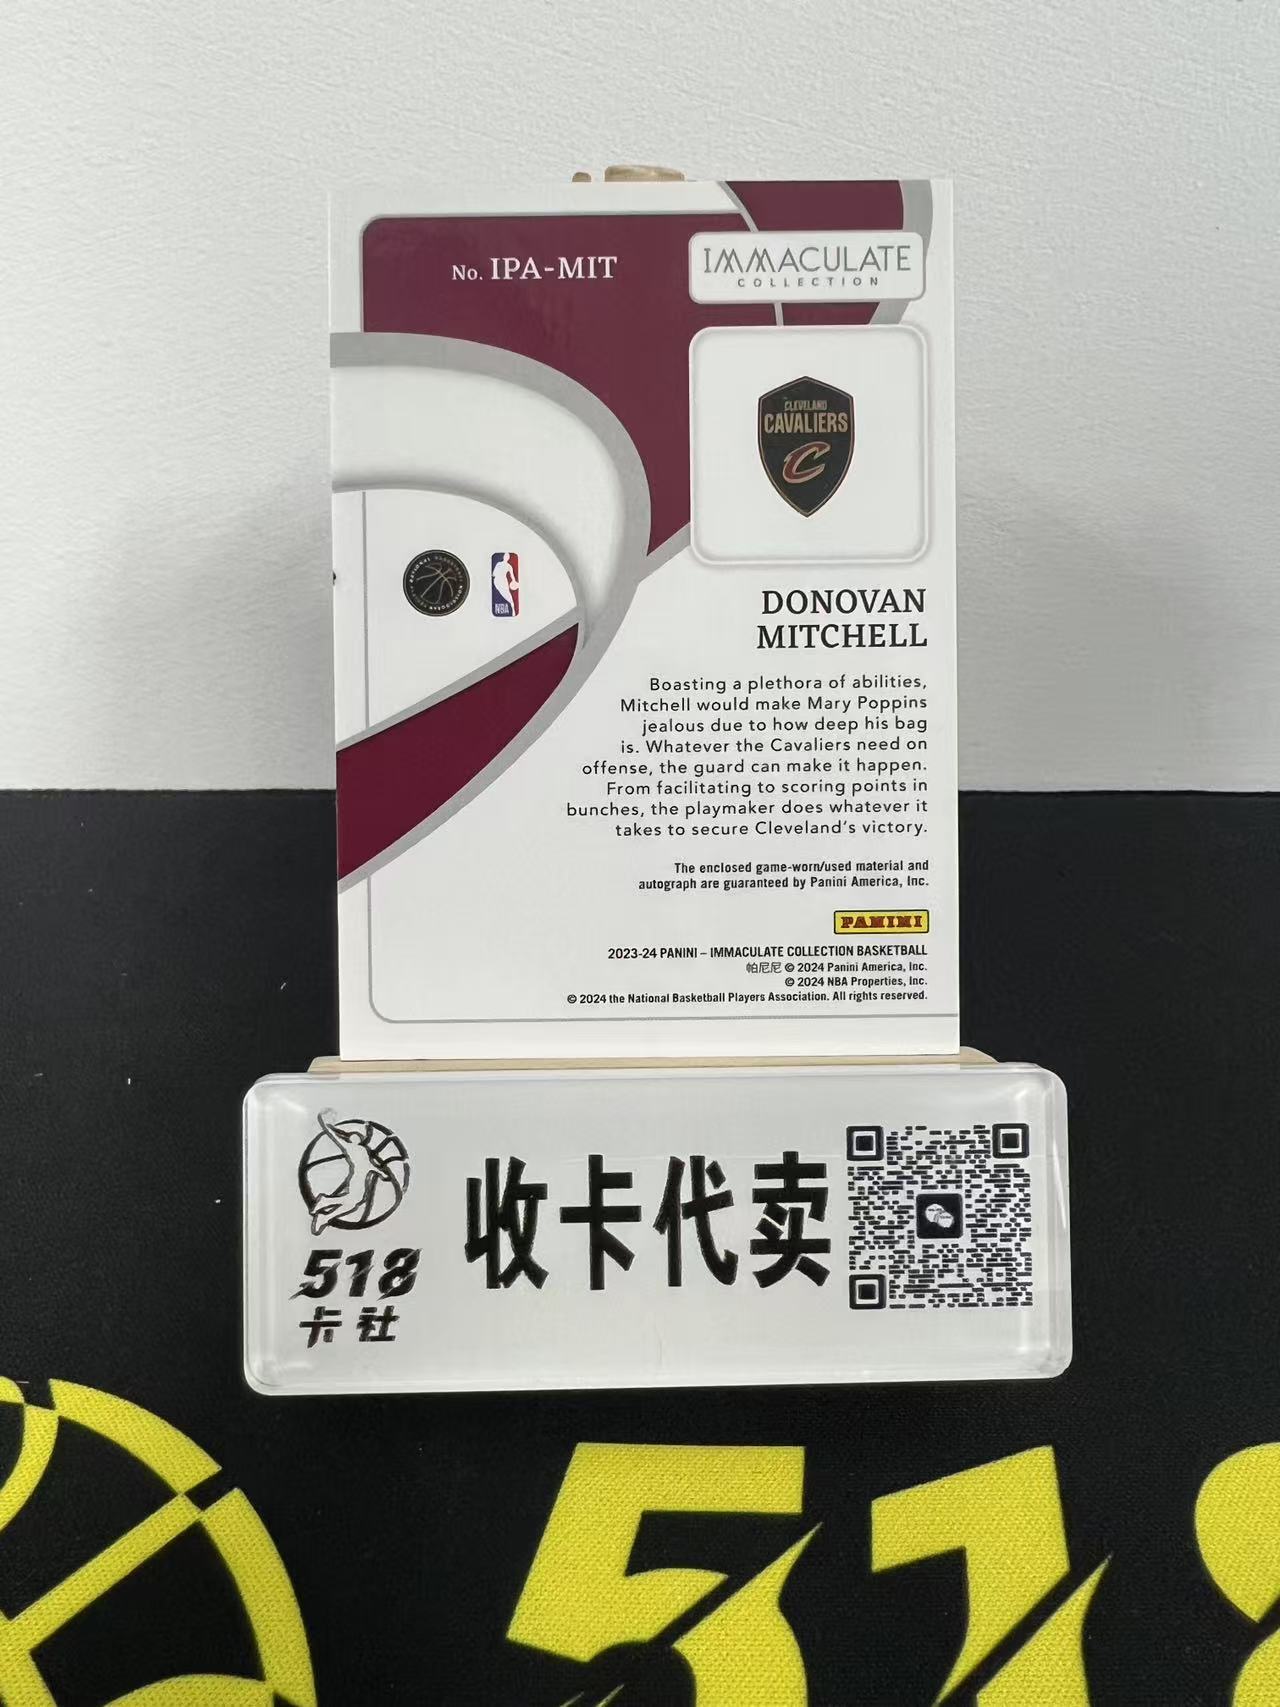 No. IPA-MIT
IMMACULATE
COLLECTION
CLEVELAND
CAVALIERS
C
NBA
DONOVAN
MITCHELL
Boasting a plethora of abilities,
Mitchell would make Mary Poppins
jealous due to how deep his bag
is. Whatever the Cavaliers need on
offense, the guard can make it happen.
From facilitating to scoring points in
bunches, the playmaker does whatever it
takes to secure Cleveland's victory.
The enclosed game-worn/used material and
autograph are guaranteed by Panini America, Inc.
PANINI
2023-24 PANINI – IMMACULATE COLLECTION BASKETBALL
帕尼尼 © 2024 Panini America, Inc.
© 2024 NBA Properties, Inc.
© 2024 the National Basketball Players Association. All rights reserved.
518
卡社
收卡代卖
518